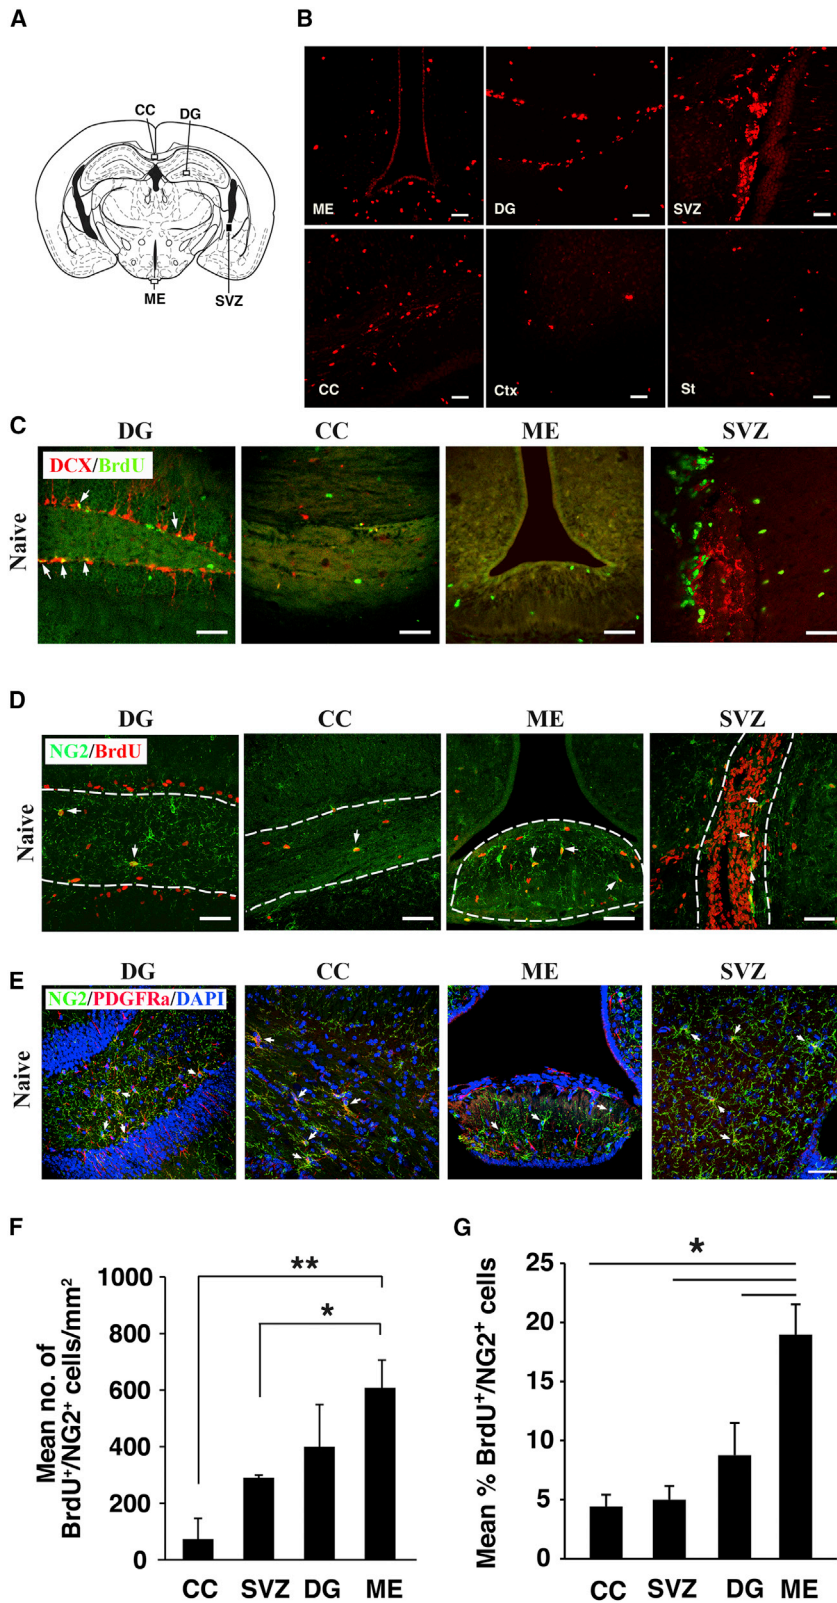 A
CC
DG
ME
SVZ
B
ME
DG
SVZ
CC
Ctx
St
C
DG
CC
ME
SVZ
Naive
DCX/BrdU
D
DG
CC
ME
SVZ
Naive
NG2/BrdU
E
DG
CC
ME
SVZ
Naive
NG2/PDGFRa/DAPI
F
Mean no. of
BrdU⁺/NG2⁺ cells/mm²
1000
800
600
400
200
0
**
*
CC
SVZ
DG
ME
G
Mean % BrdU⁺/NG2⁺ cells
25
20
15
10
5
0
*
CC
SVZ
DG
ME